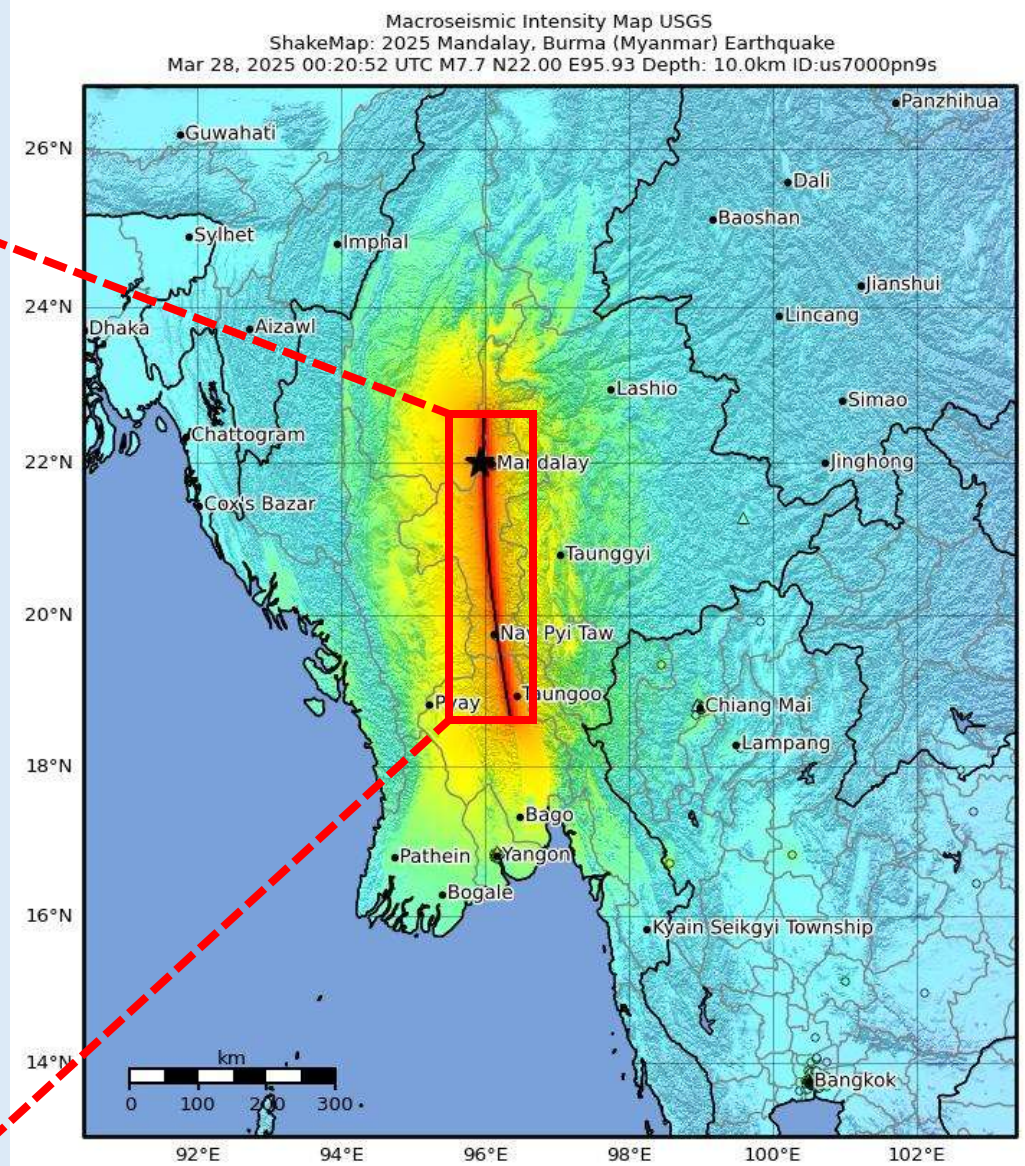 Macroseismic Intensity Map USGS
ShakeMap: 2025 Mandalay, Burma (Myanmar) Earthquake
Mar 28, 2025 00:20:52 UTC M7.7 N22.00 E95.93 Depth: 10.0km ID:us7000pn9s
Panzhihua
Guwahati
26°N
Dali
Baoshan
Sylhet
Imphal
Jianshui
24°N
Lincang
Dhaka
Aizawl
Lashio
Simao
Chattogram
22°N
Mandalay
Jinghong
Cox's Bazar
Taunggyi
20°N
Nay Pyi Taw
Taungoo
Pyay
Chiang Mai
Lampang
18°N
Bago
Pathein
Yangon
Bogale
16°N
Kyain Seikgyi Township
14°N
km
Bangkok
0 100 200 300
92°E 94°E 96°E 98°E 100°E 102°E